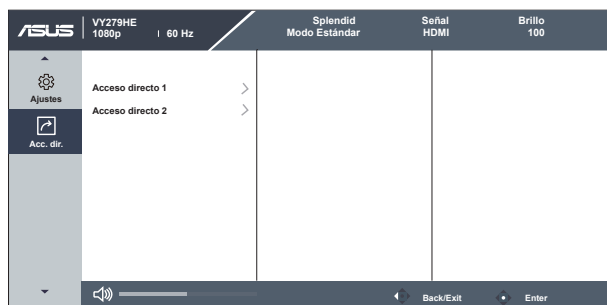 ASUS
VY279HE
1080p | 60 Hz
Splendid
Modo Estándar
Señal
HDMI
Brillo
100
Ajustes
Acc. dir.
Acceso directo 1
Acceso directo 2
Back/Exit
Enter